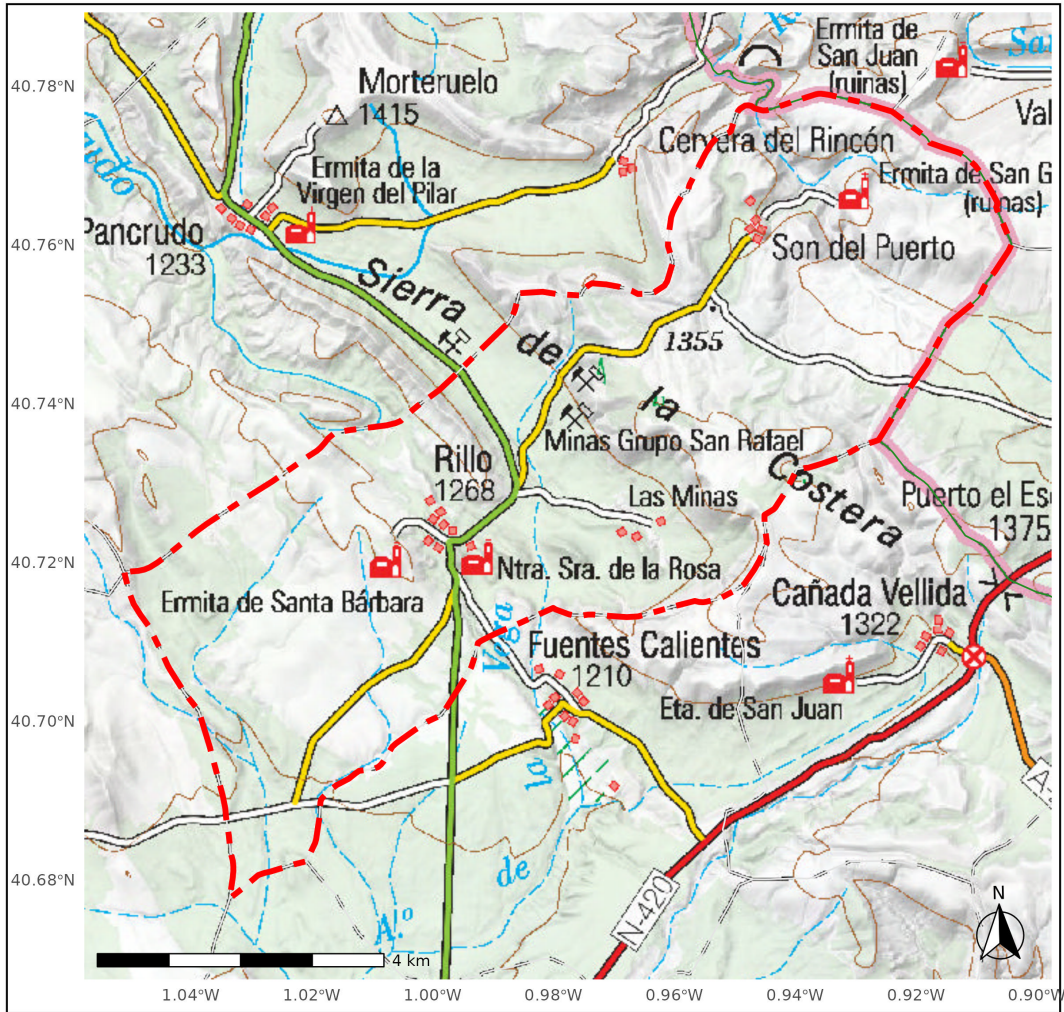 40.78°N
40.76°N
40.74°N
40.72°N
40.70°N
40.68°N
Ermita de
San Juan
(ruinas)
Morteruelo
1415
Cervera del Rincón
Ermita de la
Virgen del Pilar
Ermita de San G
(ruinas)
Pancrudo
1233
Son del Puerto
Sierra
de
la
Costera
1355
Minas Grupo San Rafael
Rillo
1268
Las Minas
Puerto el Es
1375
Ntra. Sra. de la Rosa
Ermita de Santa Bárbara
Cañada Vellida
1322
Fuentes Calientes
1210
Eta. de San Juan
Vega
la
de
A.º
N-420
A-
N
4 km
1.04°W
1.02°W
1.00°W
0.98°W
0.96°W
0.94°W
0.92°W
0.90°W